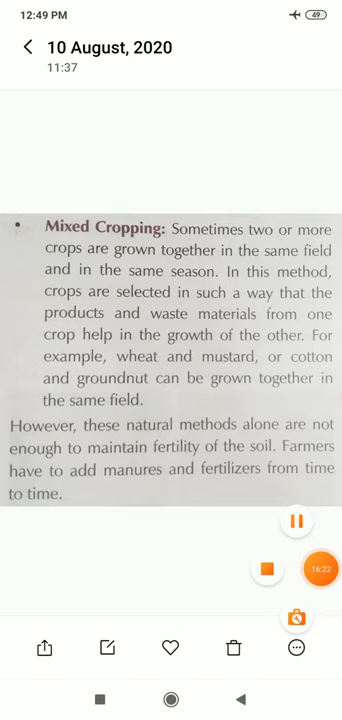 12:49 PM
49
10 August, 2020
11:37
• Mixed Cropping: Sometimes two or more
crops are grown together in the same field
and in the same season. In this method,
crops are selected in such a way that the
products and waste materials from one
crop help in the growth of the other. For
example, wheat and mustard, or cotton
and groundnut can be grown together in
the same field.
However, these natural methods alone are not
enough to maintain fertility of the soil. Farmers
have to add manures and fertilizers from time
to time.
16:22